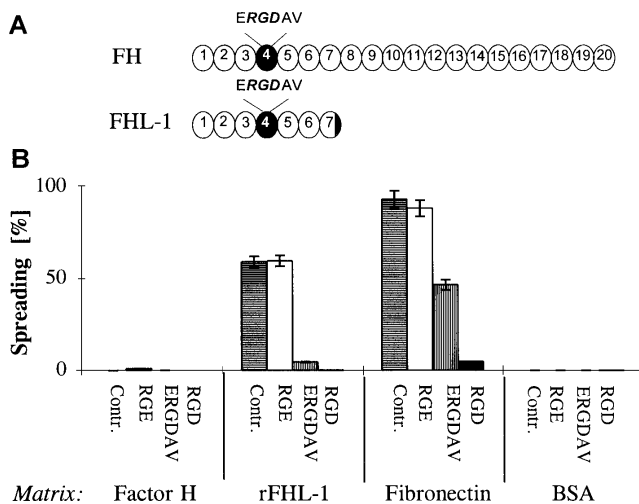 A
ERGDAV
FH
1 2 3 4 5 6 7 8 9 10 11 12 13 14 15 16 17 18 19 20
ERGDAV
FHL-1
1 2 3 4 5 6 7
B
Spreading [%]
100
50
0
Contr. RGE ERGDAV RGD Contr. RGE ERGDAV RGD Contr. RGE ERGDAV RGD Contr. RGE ERGDAV RGD
Matrix: Factor H rFHL-1 Fibronectin BSA